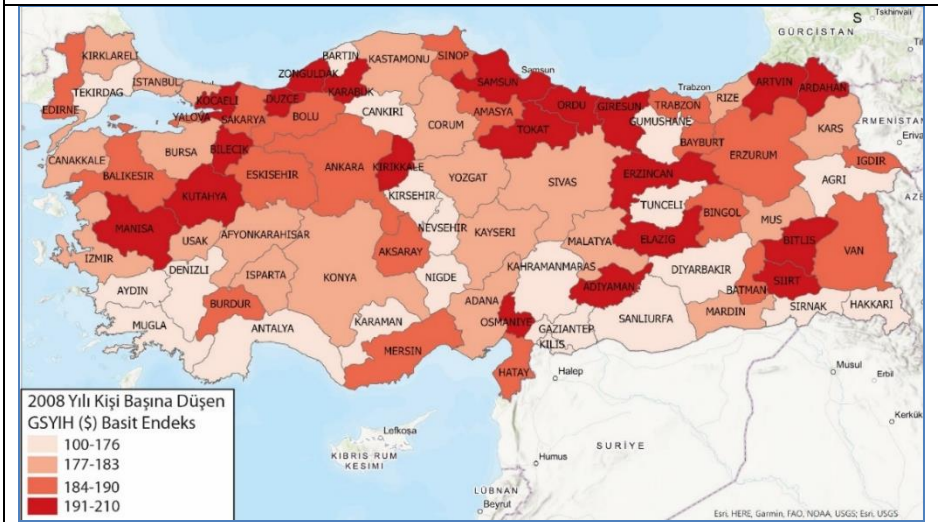 S
Tskhinvali
GÜRCİSTAN
KIRKLARELI
BARTIN
KASTAMONU
SINOP
Samsun
ZONGULDAK
EDIRNE
TEKIRDAG
ISTANBUL
KARABUK
SAMSUN
Trabzon
ARTVIN
ARDAHAN
KOCAELI
DUZCE
CANKIRI
ORDU
GIRESUN
TRABZON
RIZE
YALOVA
SAKARYA
BOLU
CORUM
AMASYA
TOKAT
GUMUSHANE
KARS
ERMENİSTAN
CANAKKALE
BURSA
BILECIK
BAYBURT
ERZURUM
BALIKESIR
ESKISEHIR
ANKARA
KIRIKKALE
YOZGAT
SIVAS
ERZINCAN
IGDIR
KUTAHYA
KIRSEHIR
TUNCELI
AGRI
MANISA
USAK
AFYONKARAHISAR
NEVSEHIR
KAYSERI
MALATYA
ELAZIG
BINGOL
MUS
BITLIS
VAN
IZMIR
DENIZLI
ISPARTA
KONYA
AKSARAY
NIGDE
KAHRAMANMARAS
DIYARBAKIR
BATMAN
SIIRT
AYDIN
BURDUR
ADANA
ADIYAMAN
MARDIN
SIRNAK
HAKKARI
MUGLA
ANTALYA
KARAMAN
OSMANIYE
GAZIANTEP
SANLIURFA
KILIS
MERSIN
HATAY
Halep
Musul
Erbil
Kerkük
2008 Yılı Kişi Başına Düşen
GSYIH ($) Basit Endeks
100-176
177-183
184-190
191-210
Lefkoşa
KIBRIS RUM
KESIMI
SURİYE
Humus
LÜBNAN
Beyrut
Esri, HERE, Garmin, FAO, NOAA, USGS; Esri, USGS